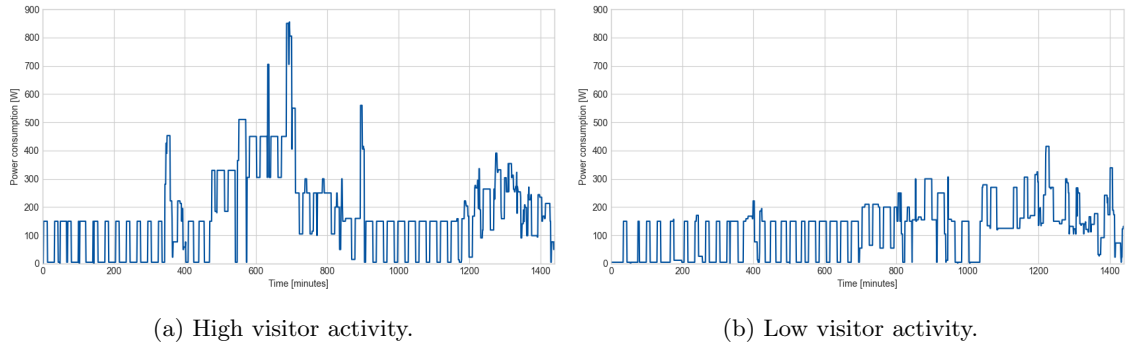 900
800
700
600
500
400
300
200
100
0
Power consumption [W]
0 200 400 600 800 1000 1200 1400
Time [minutes]
(a) High visitor activity.
900
800
700
600
500
400
300
200
100
0
Power consumption [W]
0 200 400 600 800 1000 1200 1400
Time [minutes]
(b) Low visitor activity.